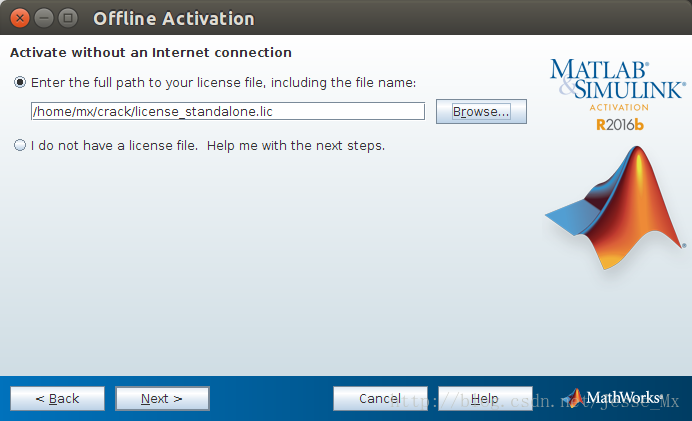 Offline Activation
Activate without an Internet connection
Enter the full path to your license file, including the file name:
/home/mx/crack/license_standalone.lic
Browse...
I do not have a license file.  Help me with the next steps.
MATLAB®
&SIMULINK®
ACTIVATION
R2016b
< Back
Next >
Cancel
Help
MathWorks®
http://blog.csdn.net/Jesse_Mx